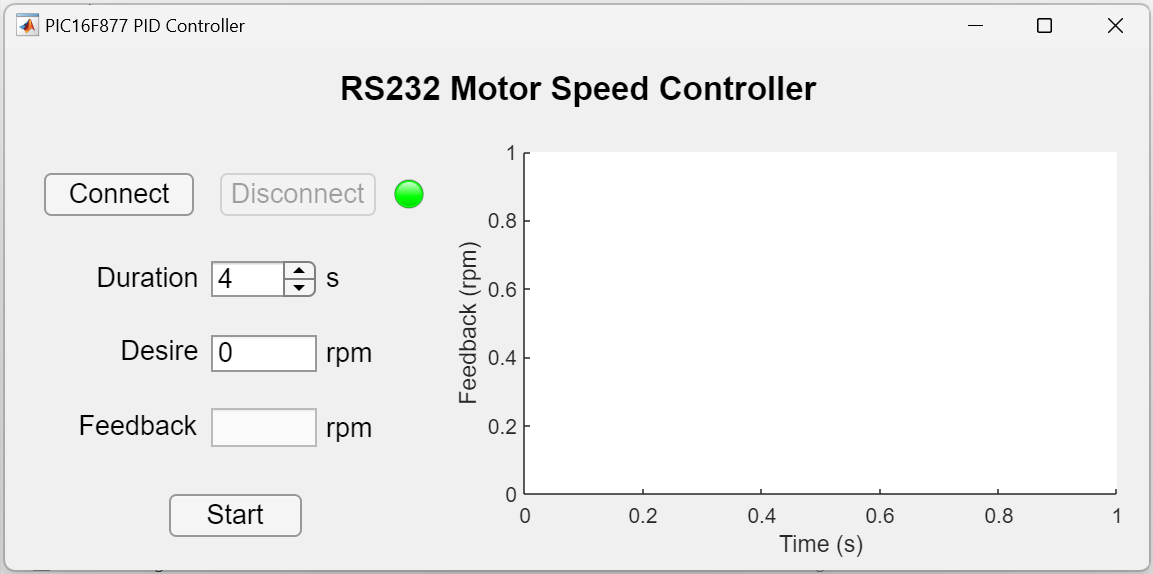 PIC16F877 PID Controller
RS232 Motor Speed Controller
Connect Disconnect
Duration 4 s
Desire 0 rpm
Feedback rpm
Start
Feedback (rpm)
1
0.8
0.6
0.4
0.2
0
0 0.2 0.4 0.6 0.8 1
Time (s)